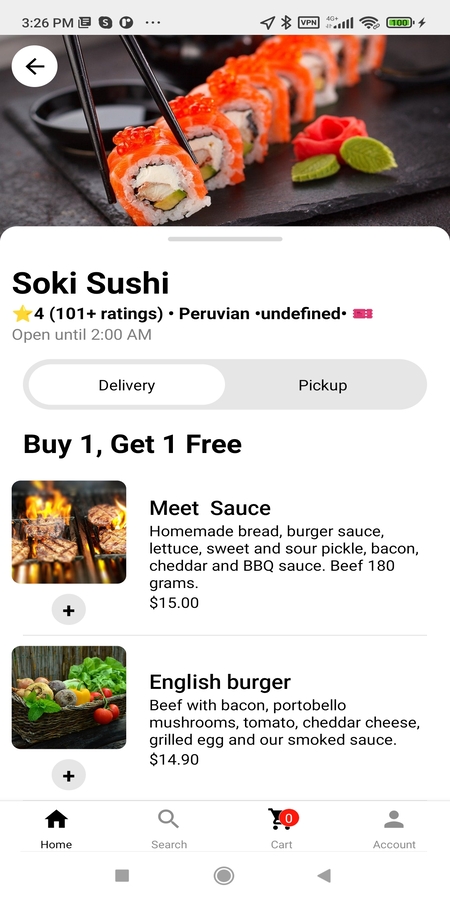 3:26 PM
VPN 4G+ 100
Soki Sushi
⭐4 (101+ ratings) • Peruvian •undefined• 🎟
Open until 2:00 AM
Delivery Pickup
Buy 1, Get 1 Free
Meet  Sauce
Homemade bread, burger sauce,
lettuce, sweet and sour pickle, bacon,
cheddar and BBQ sauce. Beef 180
grams.
$15.00
+
English burger
Beef with bacon, portobello
mushrooms, tomato, cheddar cheese,
grilled egg and our smoked sauce.
$14.90
+
0
Home Search Cart Account